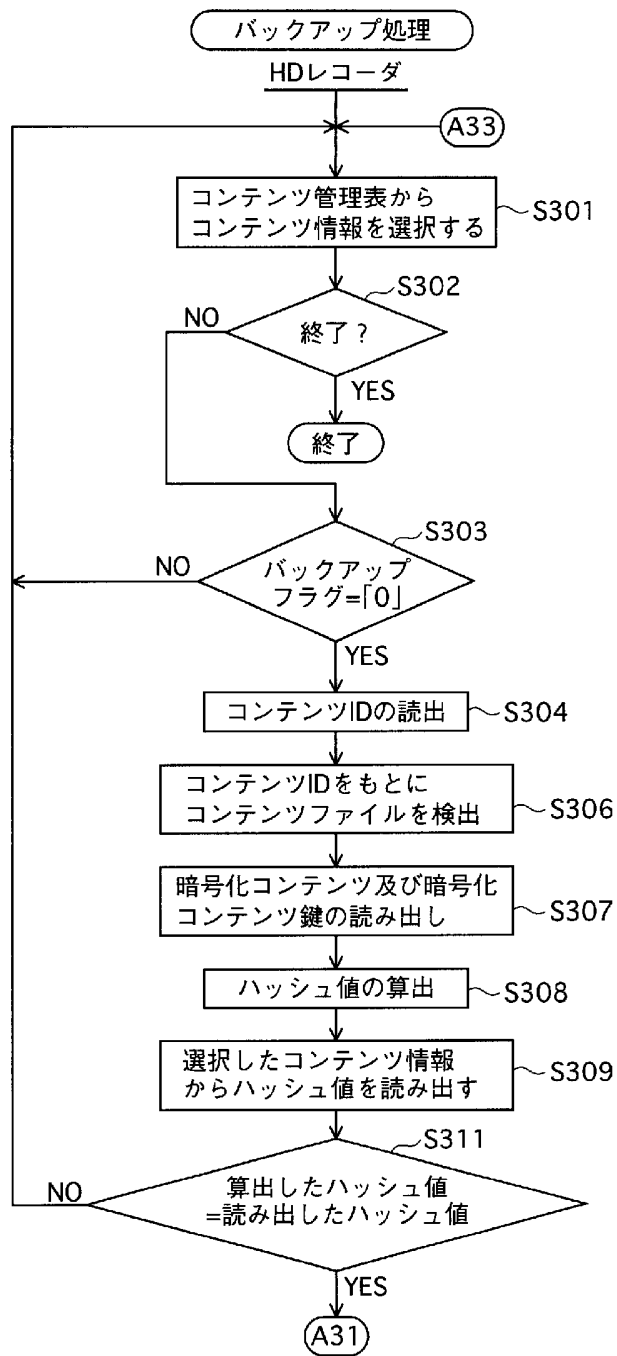 バックアップ処理
HDレコーダ
A33
コンテンツ管理表から
コンテンツ情報を選択する
S301
S302
NO
終了?
YES
終了
S303
NO
バックアップ
フラグ=「0」
YES
コンテンツIDの読出
S304
コンテンツIDをもとに
コンテンツファイルを検出
S306
暗号化コンテンツ及び暗号化
コンテンツ鍵の読み出し
S307
ハッシュ値の算出
S308
選択したコンテンツ情報
からハッシュ値を読み出す
S309
S311
NO
算出したハッシュ値
=読み出したハッシュ値
YES
A31